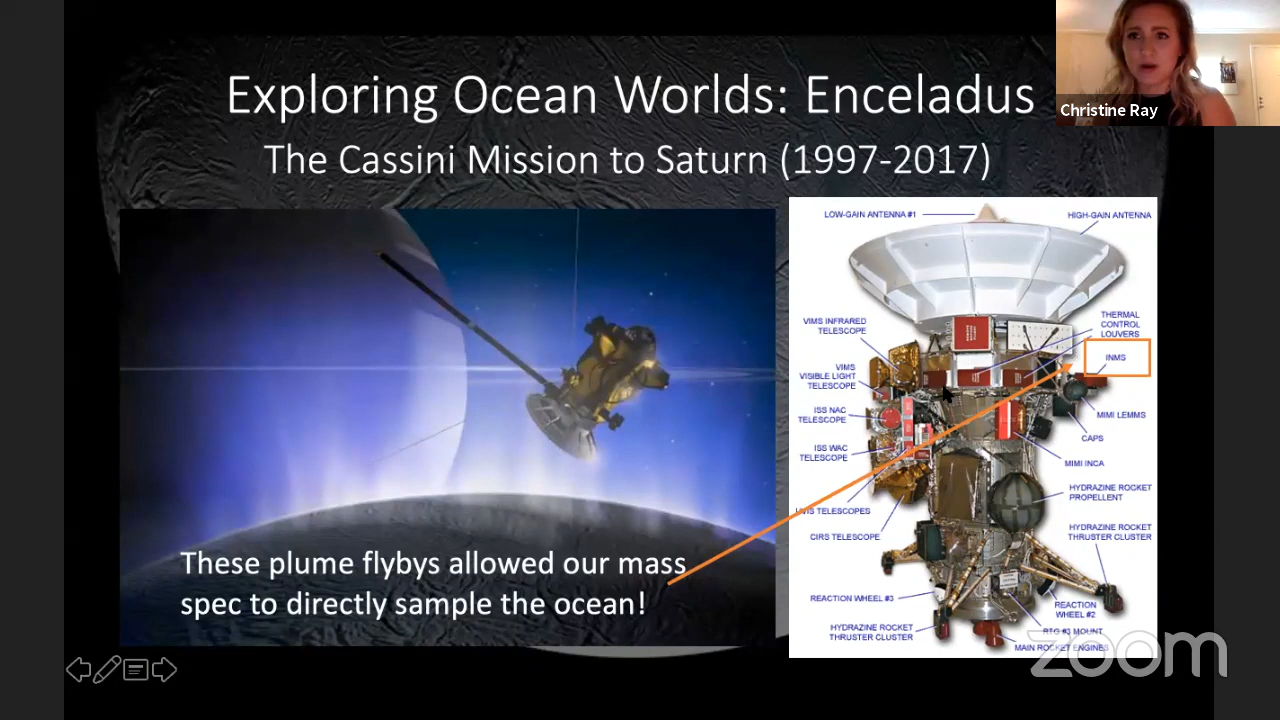 Exploring Ocean Worlds: Enceladus
The Cassini Mission to Saturn (1997-2017)
Christine Ray
These plume flybys allowed our mass
spec to directly sample the ocean!
LOW-GAIN ANTENNA #1
HIGH-GAIN ANTENNA
VIMS INFRARED
TELESCOPE
THERMAL
CONTROL
LOUVERS
INMS
VIMS
VISIBLE LIGHT
TELESCOPE
ISS NAC
TELESCOPE
MIMI LEMMS
CAPS
ISS WAC
TELESCOPE
MIMI INCA
HYDRAZINE ROCKET
PROPELLENT
UVIS TELESCOPES
CIRS TELESCOPE
HYDRAZINE ROCKET
THRUSTER CLUSTER
REACTION WHEEL #3
REACTION
WHEEL #2
HYDRAZINE ROCKET
THRUSTER CLUSTER
RTG #3 MOUNT
MAIN ROCKET ENGINES
zoom